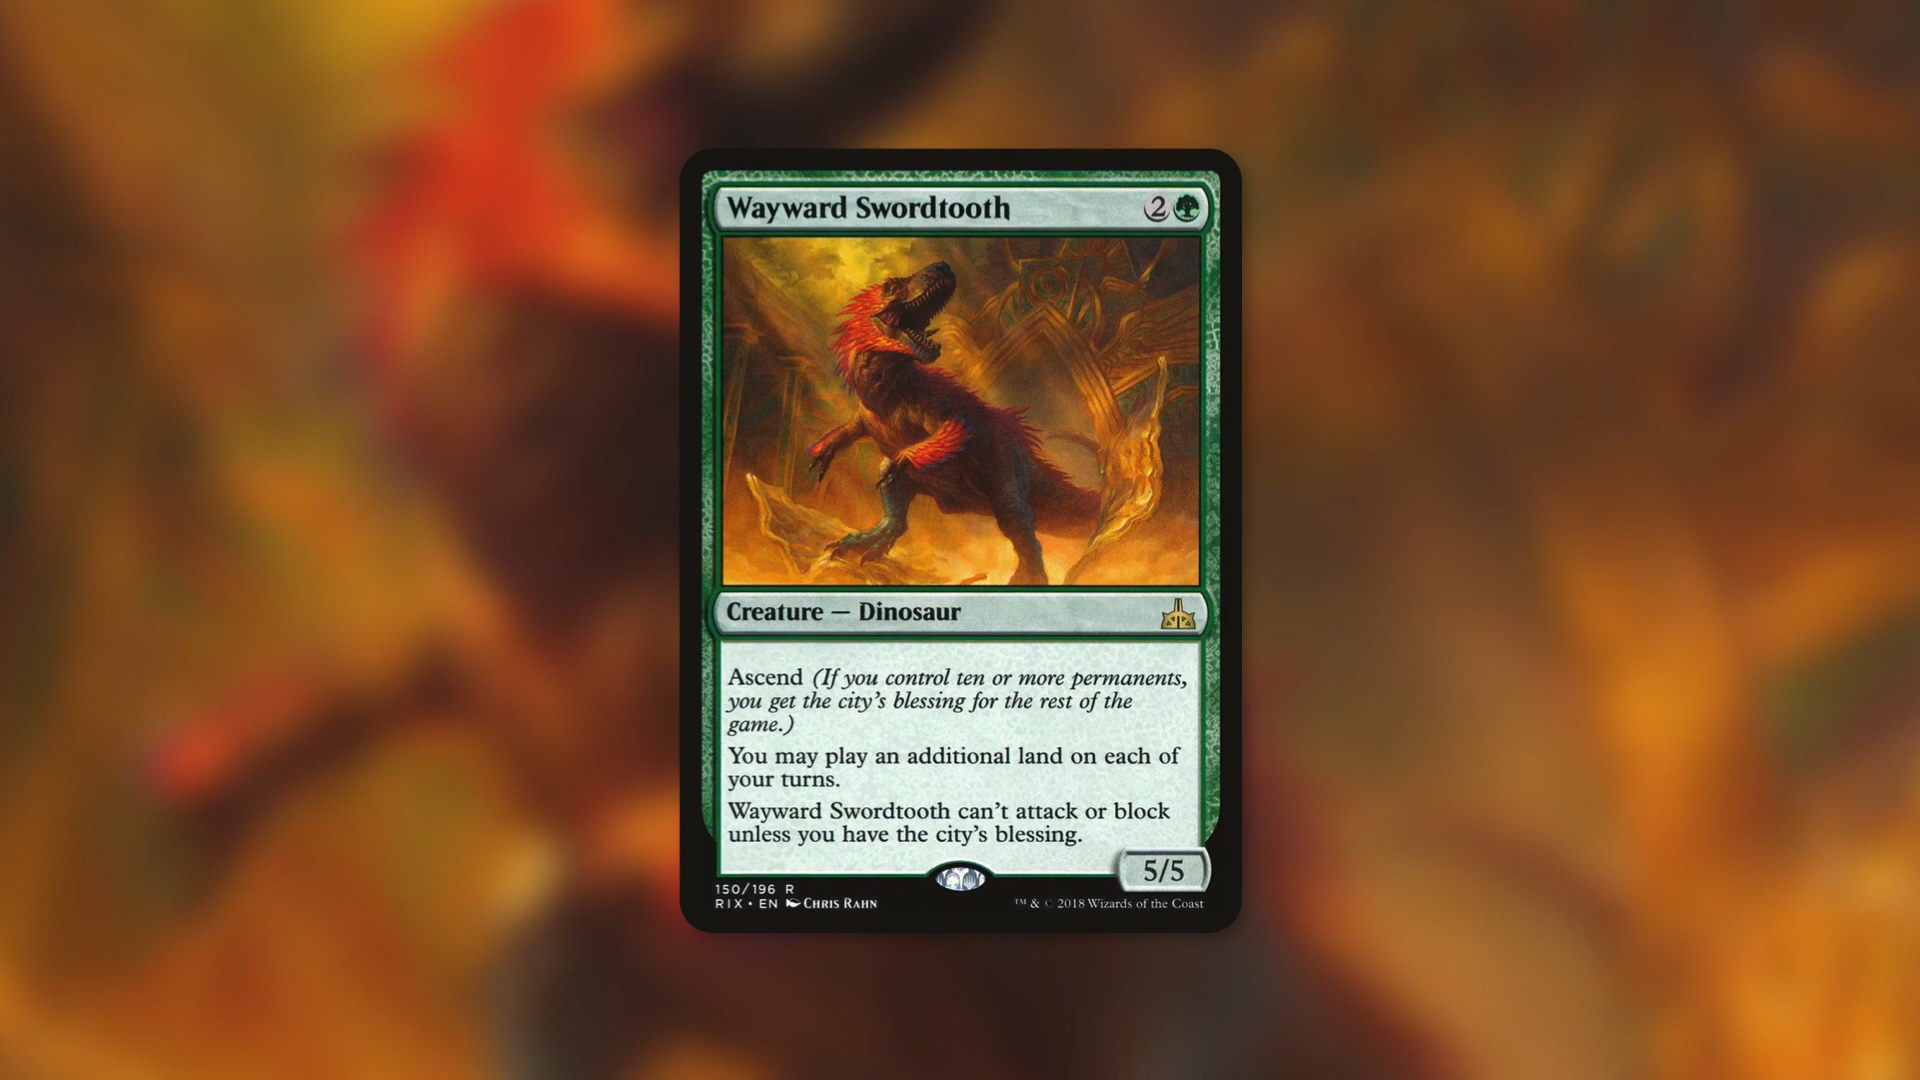 Wayward Swordtooth 2
Creature — Dinosaur
Ascend (If you control ten or more permanents,
you get the city's blessing for the rest of the
game.)
You may play an additional land on each of
your turns.
Wayward Swordtooth can't attack or block
unless you have the city's blessing.
5/5
150/196 R
RIX • EN Chris Rahn
™ & © 2018 Wizards of the Coast